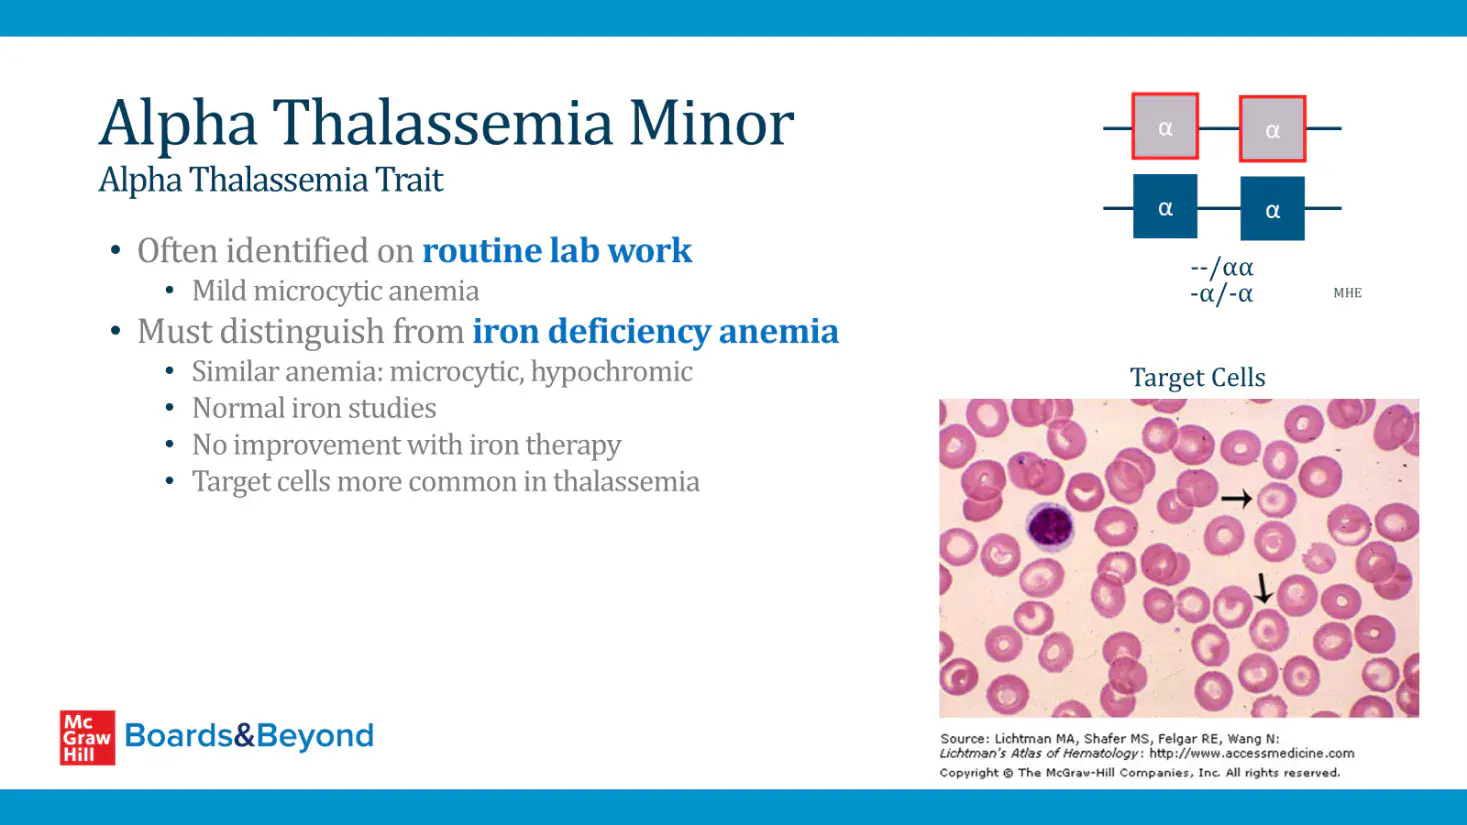 Alpha Thalassemia Minor
Alpha Thalassemia Trait
• Often identified on routine lab work
• Mild microcytic anemia
• Must distinguish from iron deficiency anemia
• Similar anemia: microcytic, hypochromic
• Normal iron studies
• No improvement with iron therapy
• Target cells more common in thalassemia
α α
α α
--/αα
-α/-α
MHE
Target Cells
Source: Lichtman MA, Shafer MS, Felgar RE, Wang N:
Lichtman's Atlas of Hematology: http://www.accessmedicine.com
Copyright © The McGraw-Hill Companies, Inc. All rights reserved.
Mc
Graw
Hill
Boards&Beyond